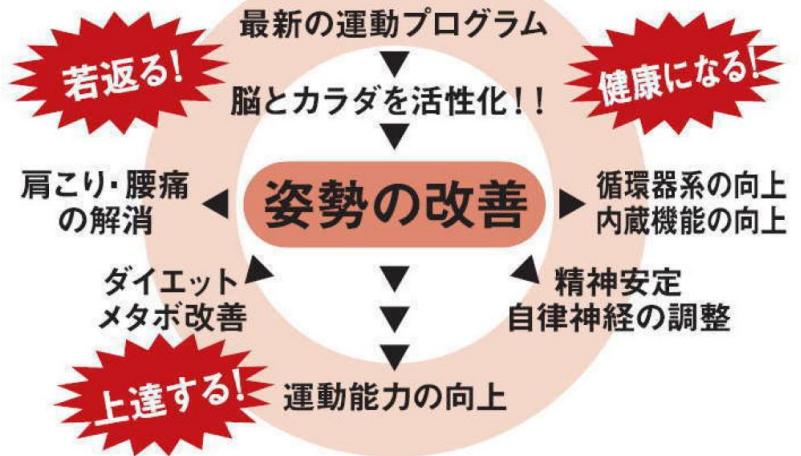 最新の運動プログラム
若返る!
健康になる!
脳とカラダを活性化!!
肩こり・腰痛
の解消
姿勢の改善
循環器系の向上
内蔵機能の向上
ダイエット
メタボ改善
精神安定
自律神経の調整
上達する!
運動能力の向上